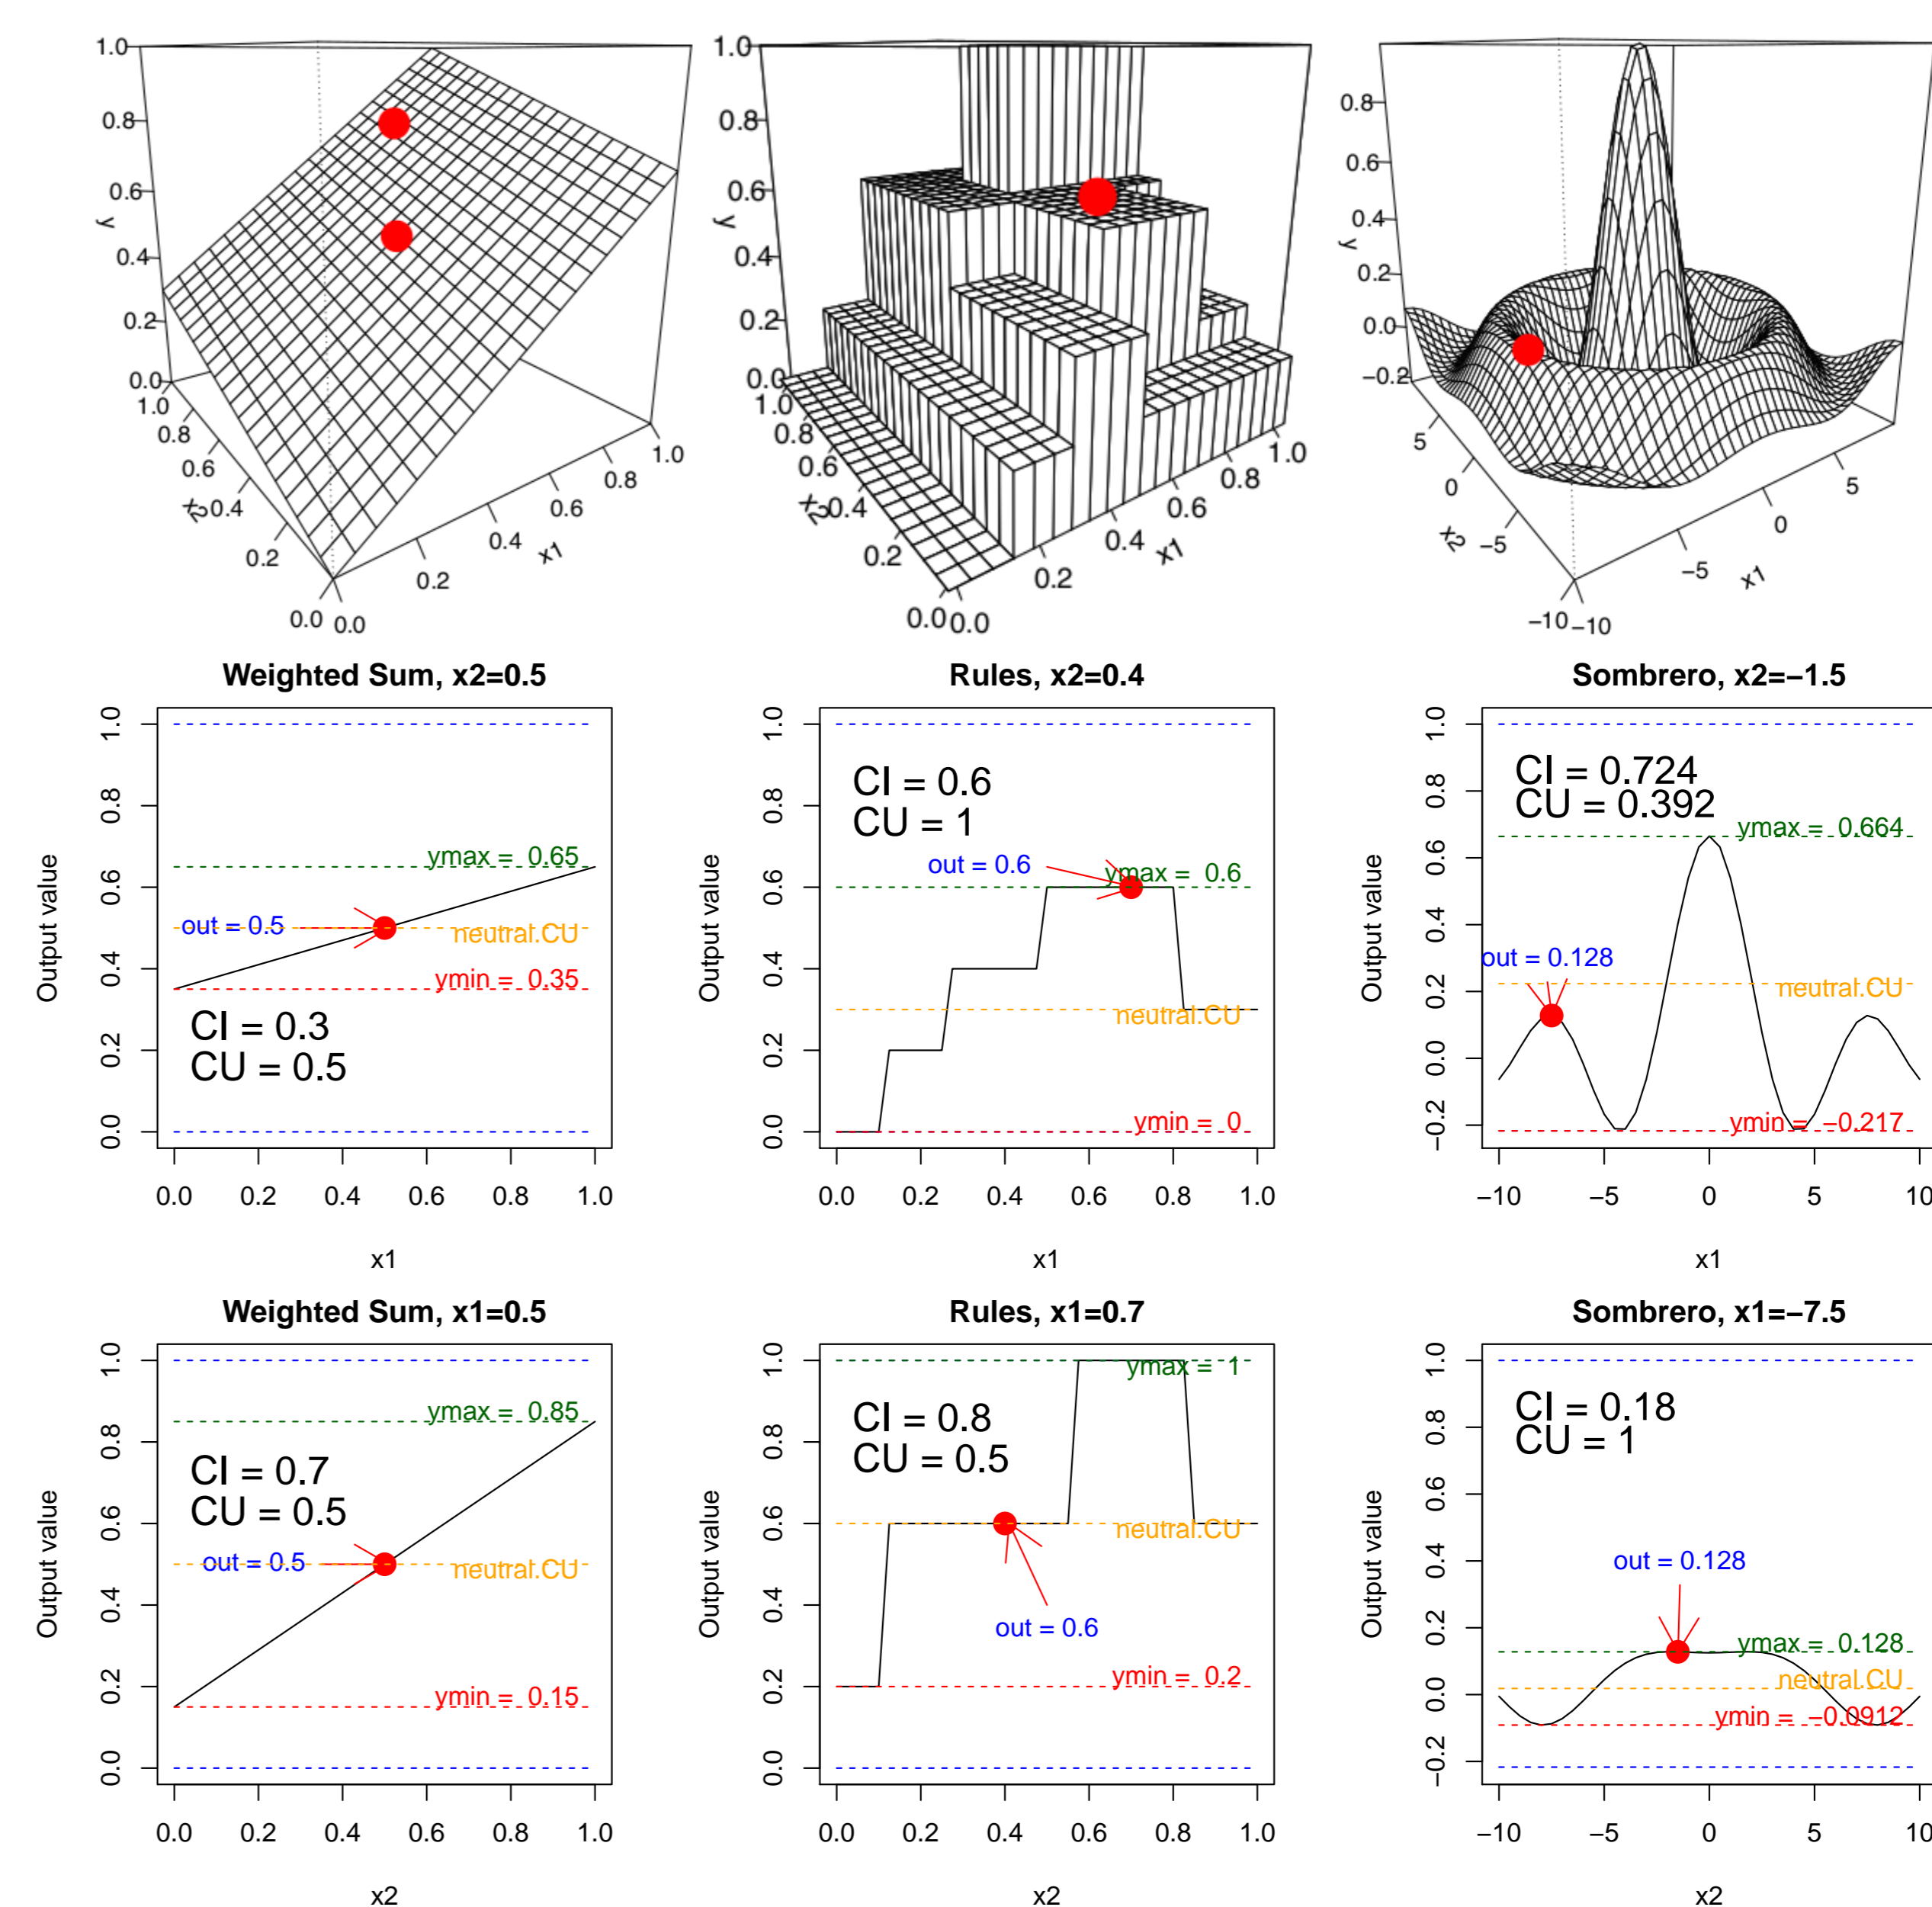 1.0
0.8
0.6
y
0.4
0.2
0.0
1.0
0.8
0.6
x2
0.4
0.2
0.0
0.0
0.2
0.4
x1
0.6
0.8
1.0
1.0
0.8
0.6
y
0.4
0.2
0.0
1.0
0.8
0.6
x2
0.4
0.2
0.0
0.0
0.2
0.4
x1
0.6
0.8
1.0
0.8
0.6
0.4
y
0.2
0.0
−0.2
5
0
x2
−5
−10
−10
−5
x1
0
5
Weighted Sum, x2=0.5
Output value
1.0
0.8
0.6
0.4
0.2
0.0
ymax = 0.65
out = 0.5
neutral.CU
ymin = 0.35
CI = 0.3
CU = 0.5
0.0 0.2 0.4 0.6 0.8 1.0
x1
Rules, x2=0.4
Output value
1.0
0.8
0.6
0.4
0.2
0.0
CI = 0.6
CU = 1
out = 0.6
ymax = 0.6
neutral.CU
ymin = 0
0.0 0.2 0.4 0.6 0.8 1.0
x1
Sombrero, x2=−1.5
Output value
1.0
0.8
0.6
0.4
0.2
0.0
−0.2
CI = 0.724
CU = 0.392
ymax = 0.664
out = 0.128
neutral.CU
ymin = −0.217
−10 −5 0 5 10
x1
Weighted Sum, x1=0.5
Output value
1.0
0.8
0.6
0.4
0.2
0.0
ymax = 0.85
CI = 0.7
CU = 0.5
out = 0.5
neutral.CU
ymin = 0.15
0.0 0.2 0.4 0.6 0.8 1.0
x2
Rules, x1=0.7
Output value
1.0
0.8
0.6
0.4
0.2
0.0
ymax = 1
CI = 0.8
CU = 0.5
neutral.CU
out = 0.6
ymin = 0.2
0.0 0.2 0.4 0.6 0.8 1.0
x2
Sombrero, x1=−7.5
Output value
1.0
0.8
0.6
0.4
0.2
0.0
−0.2
CI = 0.18
CU = 1
out = 0.128
ymax = 0.128
neutral.CU
ymin = −0.0912
−10 −5 0 5 10
x2